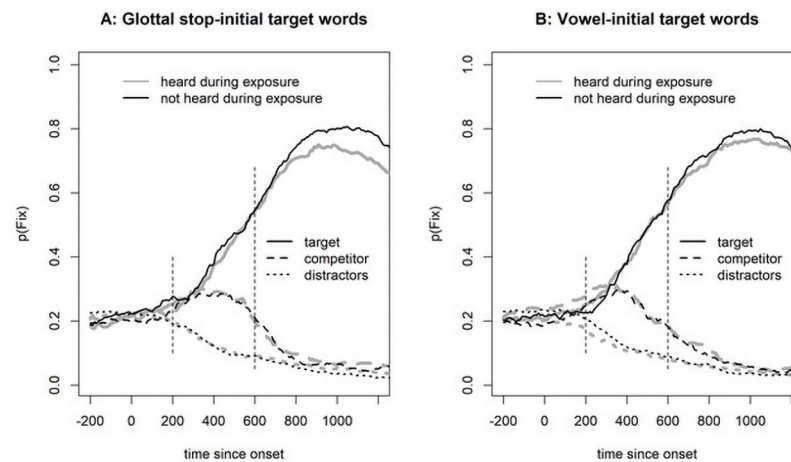 A: Glottal stop-initial target words
1.0
0.8
0.6
0.4
0.2
0.0
p(Fix)
heard during exposure
not heard during exposure
target
competitor
distractors
-200 0 200 400 600 800 1000
time since onset
B: Vowel-initial target words
1.0
0.8
0.6
0.4
0.2
0.0
p(Fix)
heard during exposure
not heard during exposure
target
competitor
distractors
-200 0 200 400 600 800 1000
time since onset